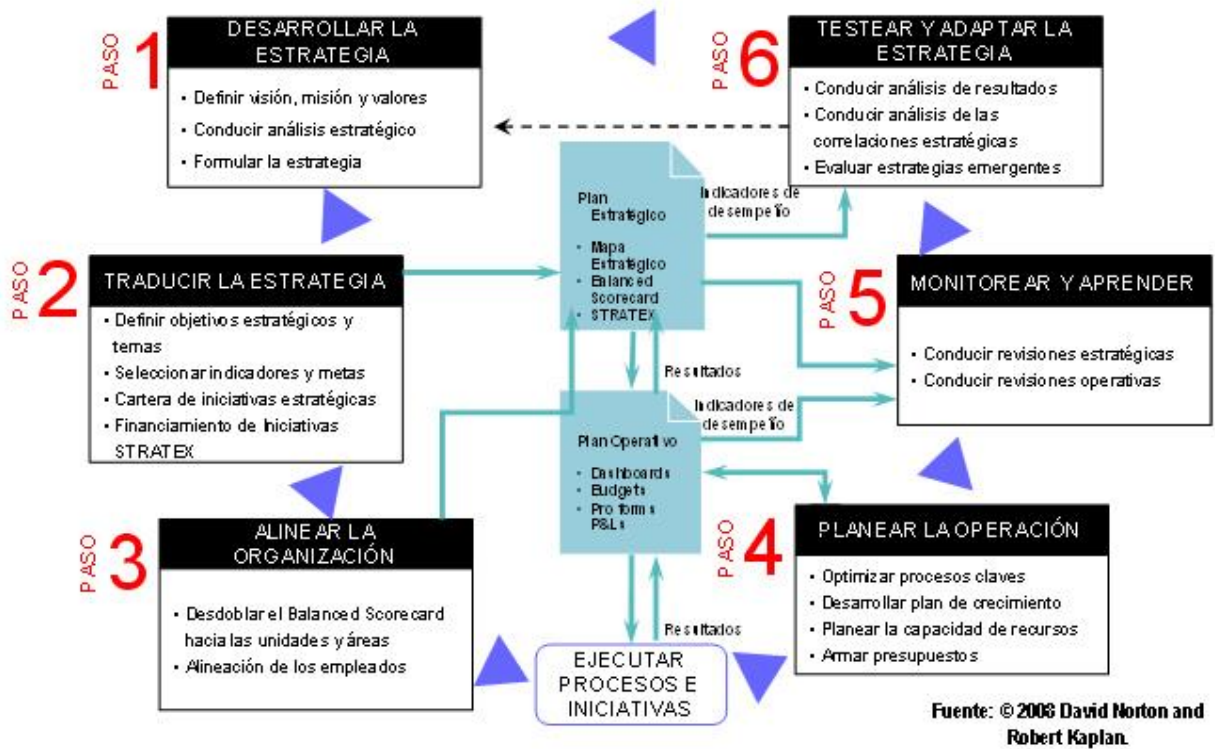 PASO
1
DESARROLLAR LA
ESTRATEGIA
• Definir visión, misión y valores
• Conducir análisis estratégico
• Formular la estrategia
PASO
2
TRADUCIR LA ESTRATEGIA
• Definir objetivos estratégicos y
temas
• Seleccionar indicadores y metas
• Cartera de iniciativas estratégicas
• Financiamiento de Iniciativas
STRATEX
PASO
3
ALINEAR LA
ORGANIZACIÓN
• Desdoblar el Balanced Scorecard
hacia las unidades y áreas
• Alineación de los empleados
Plan
Estratégico
• Mapa
Estratégico
• Balanced
Scorecard
• STRATEX
Indicadores de
desempeño
Resultados
Plan Operativo
• Dashboards
• Budgets
• Pro forms
P&Ls
Indicadores de
desempeño
Resultados
EJECUTAR
PROCESOS E
INICIATIVAS
PASO
4
PLANEAR LA OPERACIÓN
• Optimizar procesos claves
• Desarrollar plan de crecimiento
• Planear la capacidad de recursos
• Armar presupuestos
PASO
5
MONITOREAR Y APRENDER
• Conducir revisiones estratégicas
• Conducir revisiones operativas
PASO
6
TESTEAR Y ADAPTAR LA
ESTRATEGIA
• Conducir análisis de resultados
• Conducir análisis de las
correlaciones estratégicas
• Evaluar estrategias emergentes
Fuente: © 2008 David Norton and
Robert Kaplan.